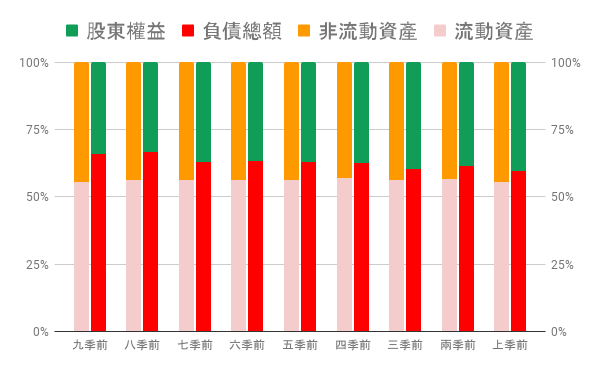 股東權益 負債總額 非流動資產 流動資產
100% 100%
75% 75%
50% 50%
25% 25%
0% 0%
九季前 八季前 七季前 六季前 五季前 四季前 三季前 兩季前 上季前